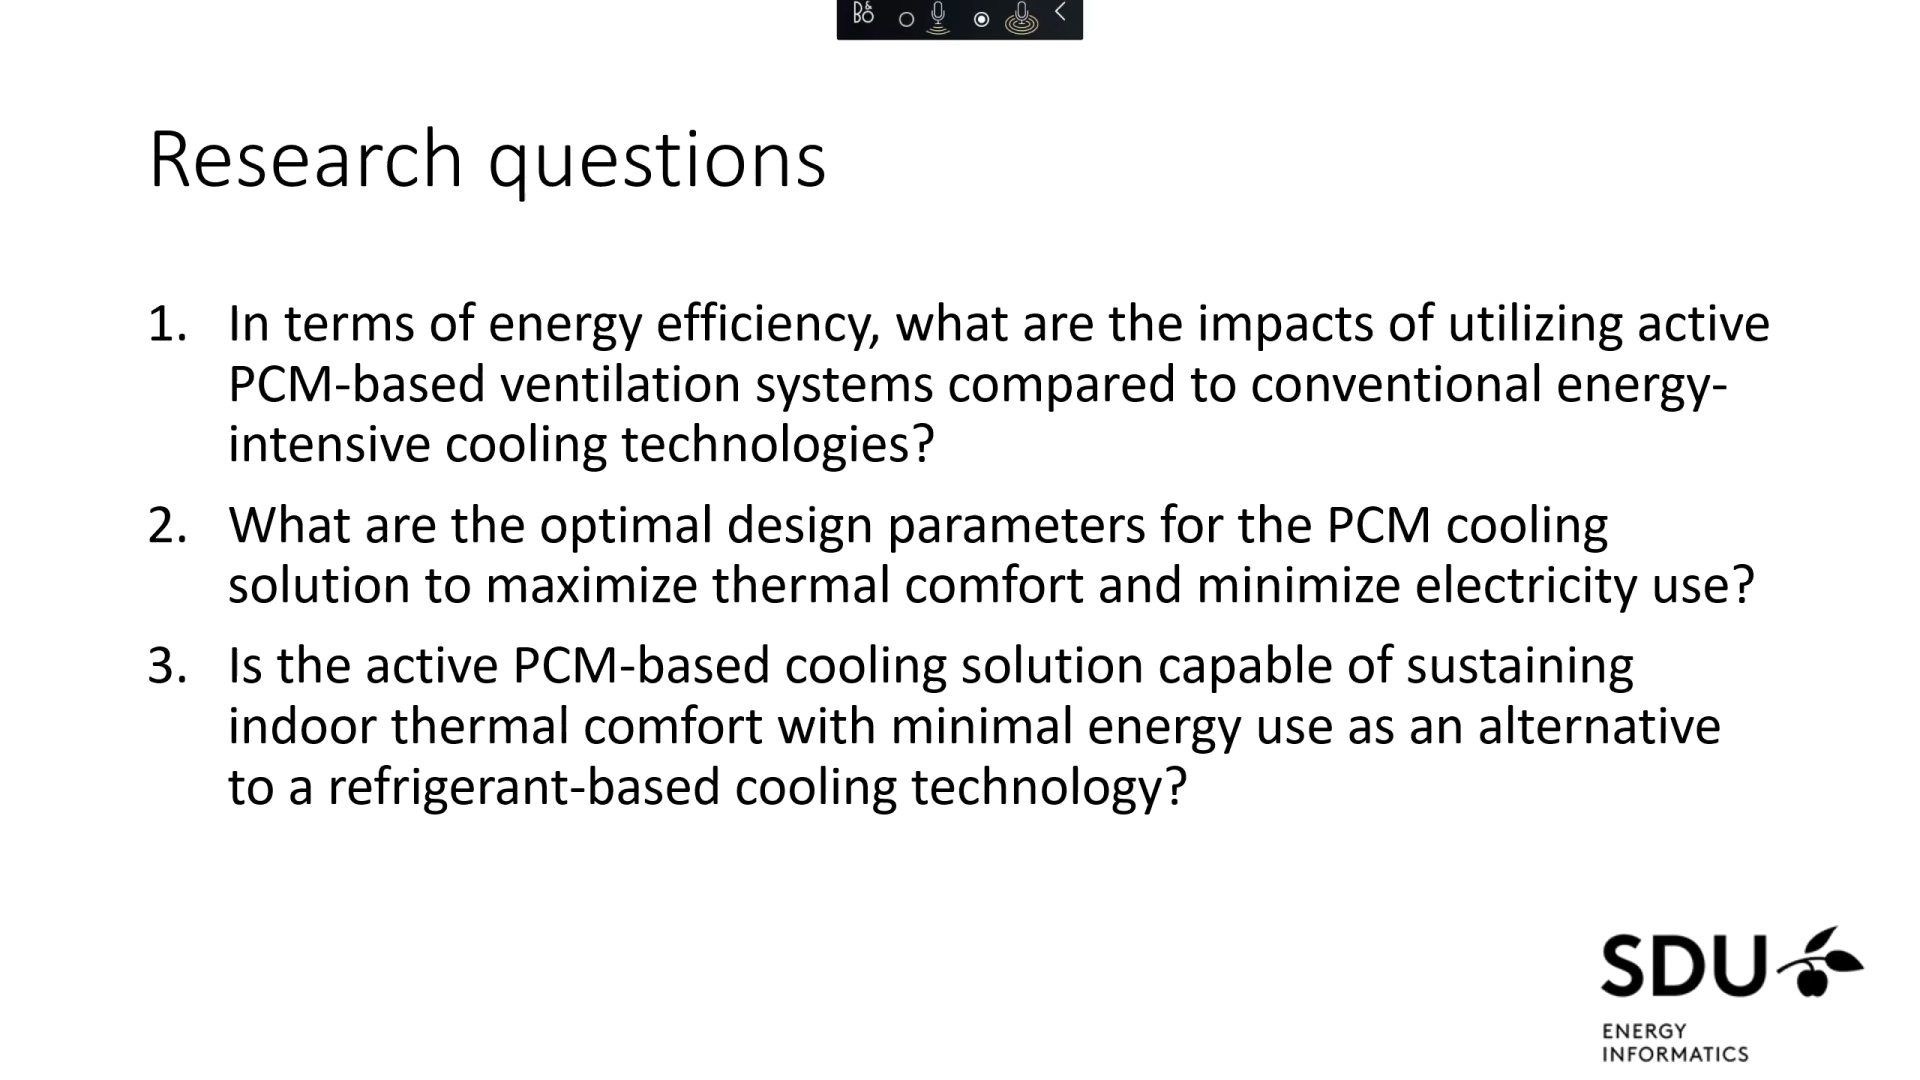 B&O
Research questions
1. In terms of energy efficiency, what are the impacts of utilizing active
PCM-based ventilation systems compared to conventional energy-
intensive cooling technologies?
2. What are the optimal design parameters for the PCM cooling
solution to maximize thermal comfort and minimize electricity use?
3. Is the active PCM-based cooling solution capable of sustaining
indoor thermal comfort with minimal energy use as an alternative
to a refrigerant-based cooling technology?
SDU
ENERGY
INFORMATICS